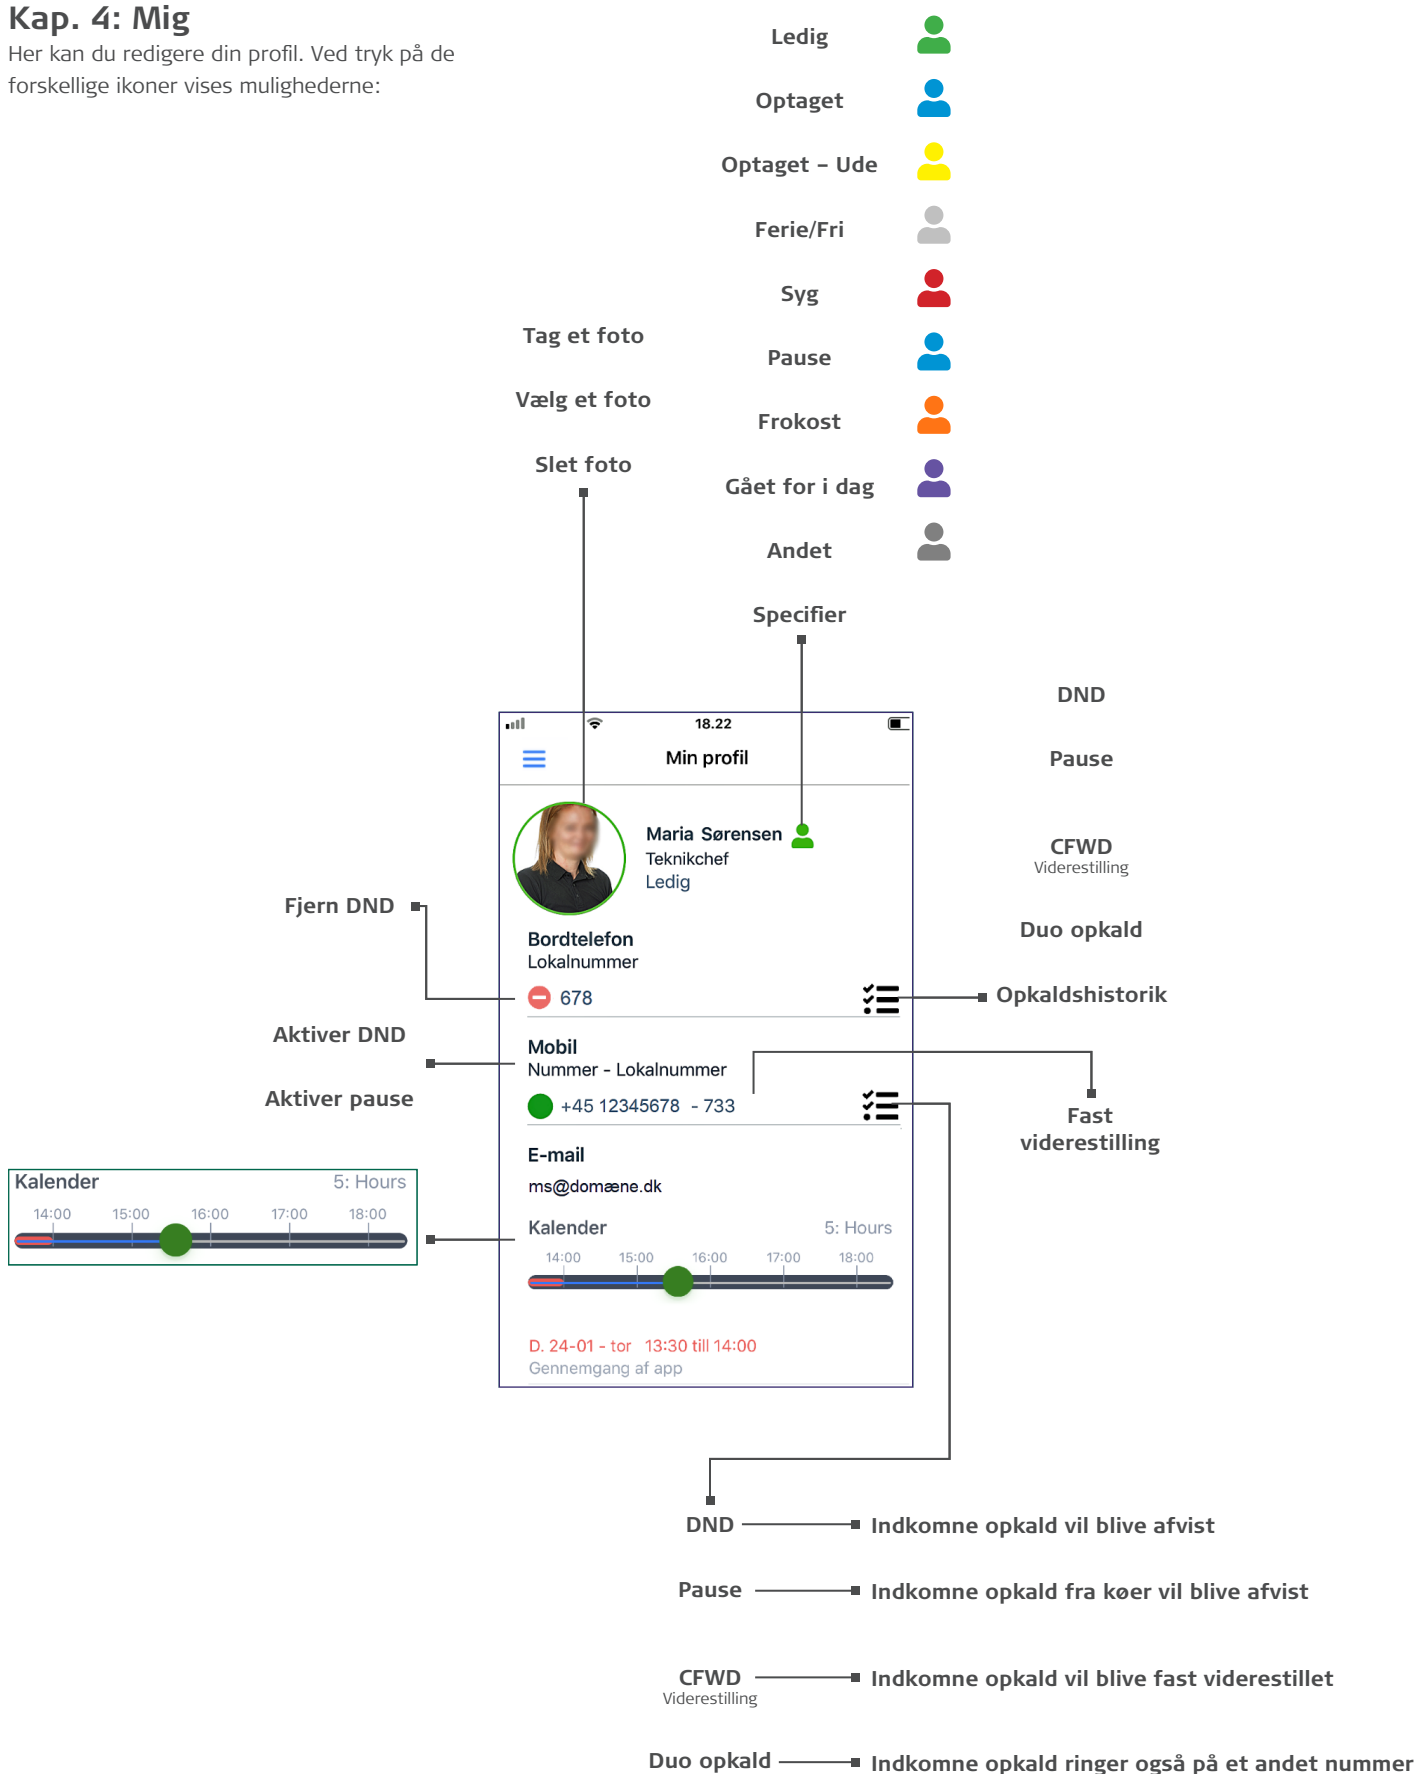 Kap. 4: Mig
Her kan du redigere din profil. Ved tryk på de
forskellige ikoner vises mulighederne:
Ledig
Optaget
Optaget – Ude
Ferie/Fri
Syg
Pause
Frokost
Gået for i dag
Andet
Specifier
Tag et foto
Vælg et foto
Slet foto
DND
Pause
CFWD
Viderestilling
Duo opkald
Opkaldshistorik
Fast
viderestilling
18.22
Min profil
Maria Sørensen
Teknikchef
Ledig
Fjern DND
Bordtelefon
Lokalnummer
678
Aktiver DND
Aktiver pause
Mobil
Nummer - Lokalnummer
+45 12345678 - 733
E-mail
ms@domæne.dk
Kalender 5: Hours
14:00 15:00 16:00 17:00 18:00
Kalender 5: Hours
14:00 15:00 16:00 17:00 18:00
D. 24-01 - tor 13:30 till 14:00
Gennemgang af app
DND Indkomne opkald vil blive afvist
Pause Indkomne opkald fra køer vil blive afvist
CFWD Indkomne opkald vil blive fast viderestillet
Viderestilling
Duo opkald Indkomne opkald ringer også på et andet nummer